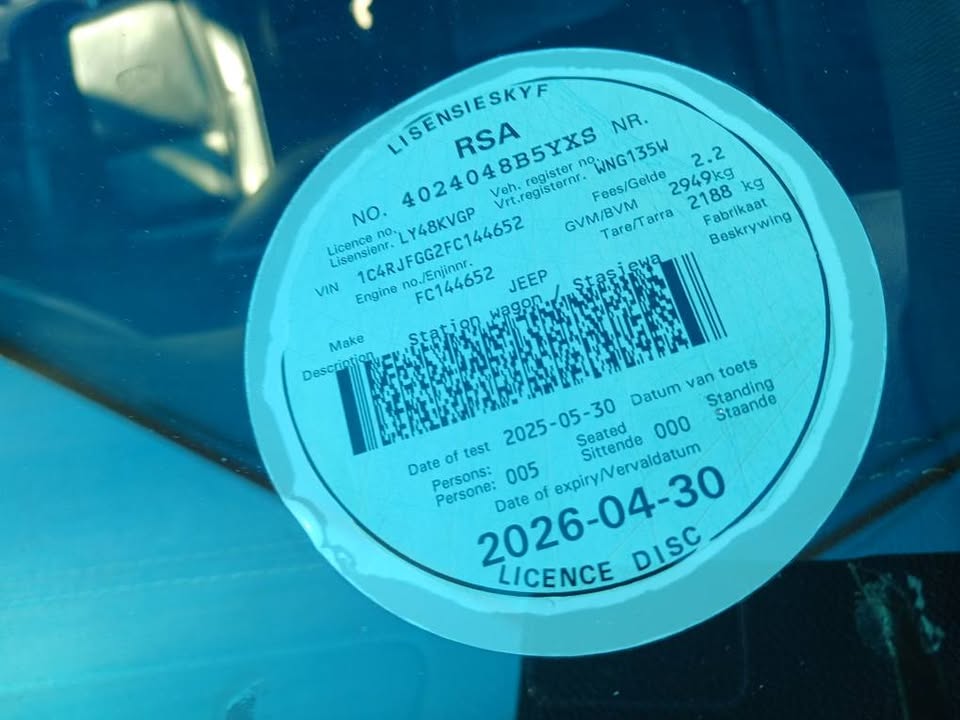 LISENSIESKYF
RSA
NO. 4024048B5YXS NR.
Licence no. Lisensienr. LY48KVGP Veh. register no. Vrt.registernr. WNG135W
VIN 1C4RJFGG2FC144652 Fees/Gelde 2.2
Engine no./Enjinnr. FC144652 GVM/BVM 2949kg
Tare/Tarra 2188 kg
Make JEEP Fabrikaat
Description Station wagon / Stasiewa Beskrywing
Date of test 2025-05-30 Datum van toets
Persons: Persone: 005 Seated Sittende 000 Standing Staande
Date of expiry/Vervaldatum
2026-04-30
LICENCE DISC